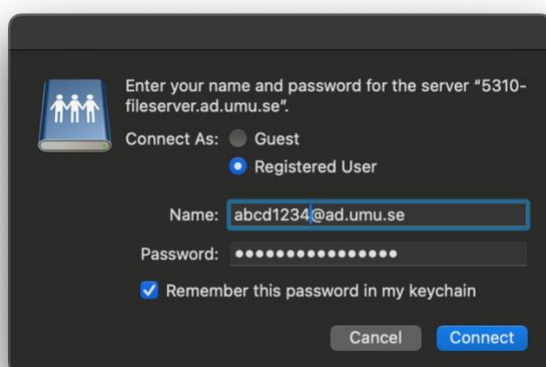 Enter your name and password for the server “5310-
fileserver.ad.umu.se”.
Connect As: Guest
Registered User
Name: abcd1234@ad.umu.se
Password: ••••••••••••••••
Remember this password in my keychain
Cancel Connect